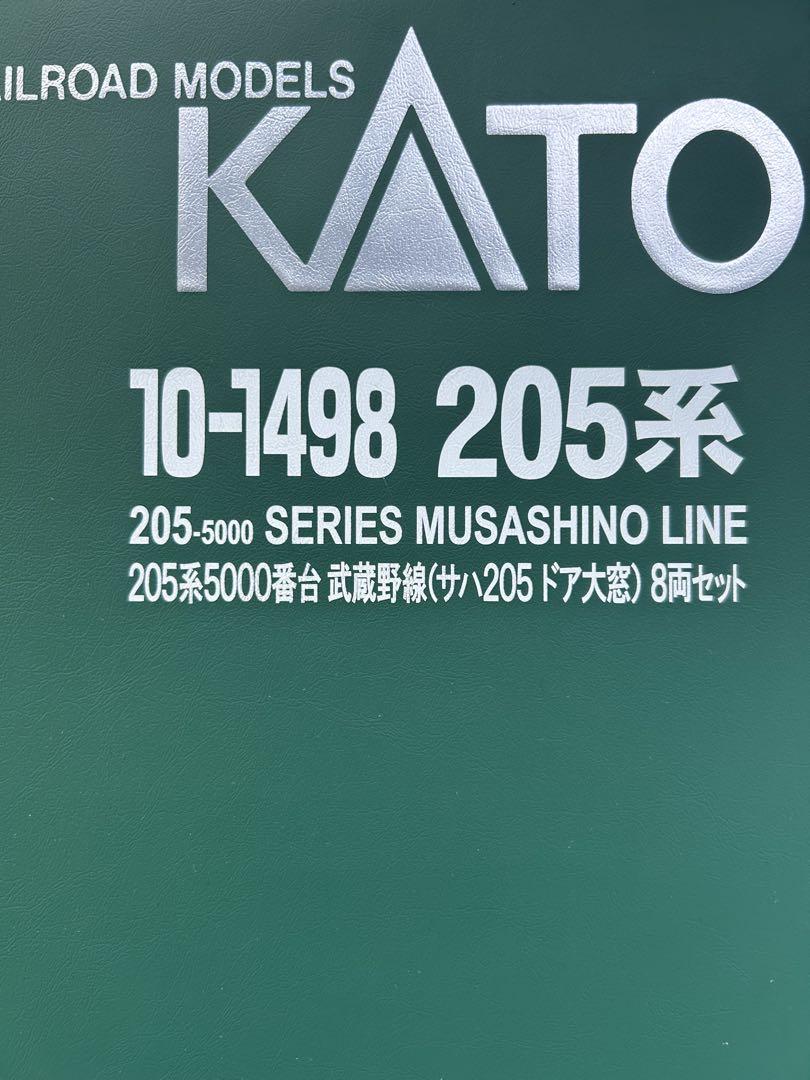 AILROAD MODELS
KATO
10-1498 205系
205-5000 SERIES MUSASHINO LINE
205系5000番台 武蔵野線(サハ205 ドア大窓) 8両セット